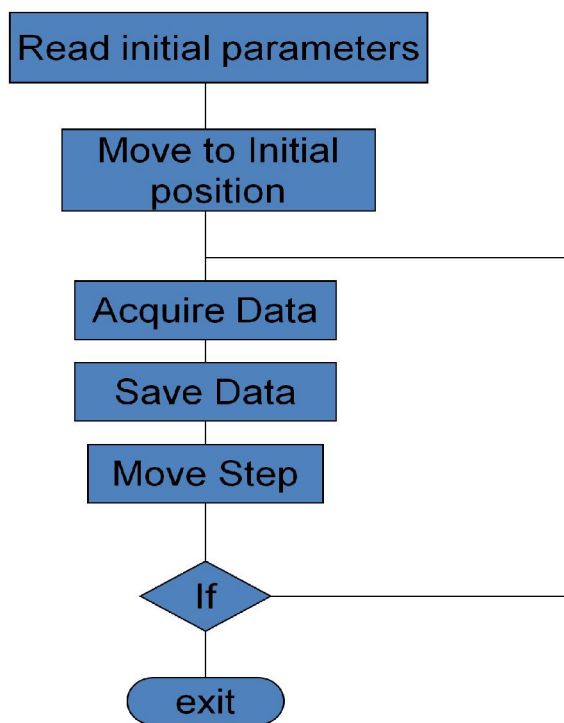 Read initial parameters
Move to Initial
position
Acquire Data
Save Data
Move Step
If
exit